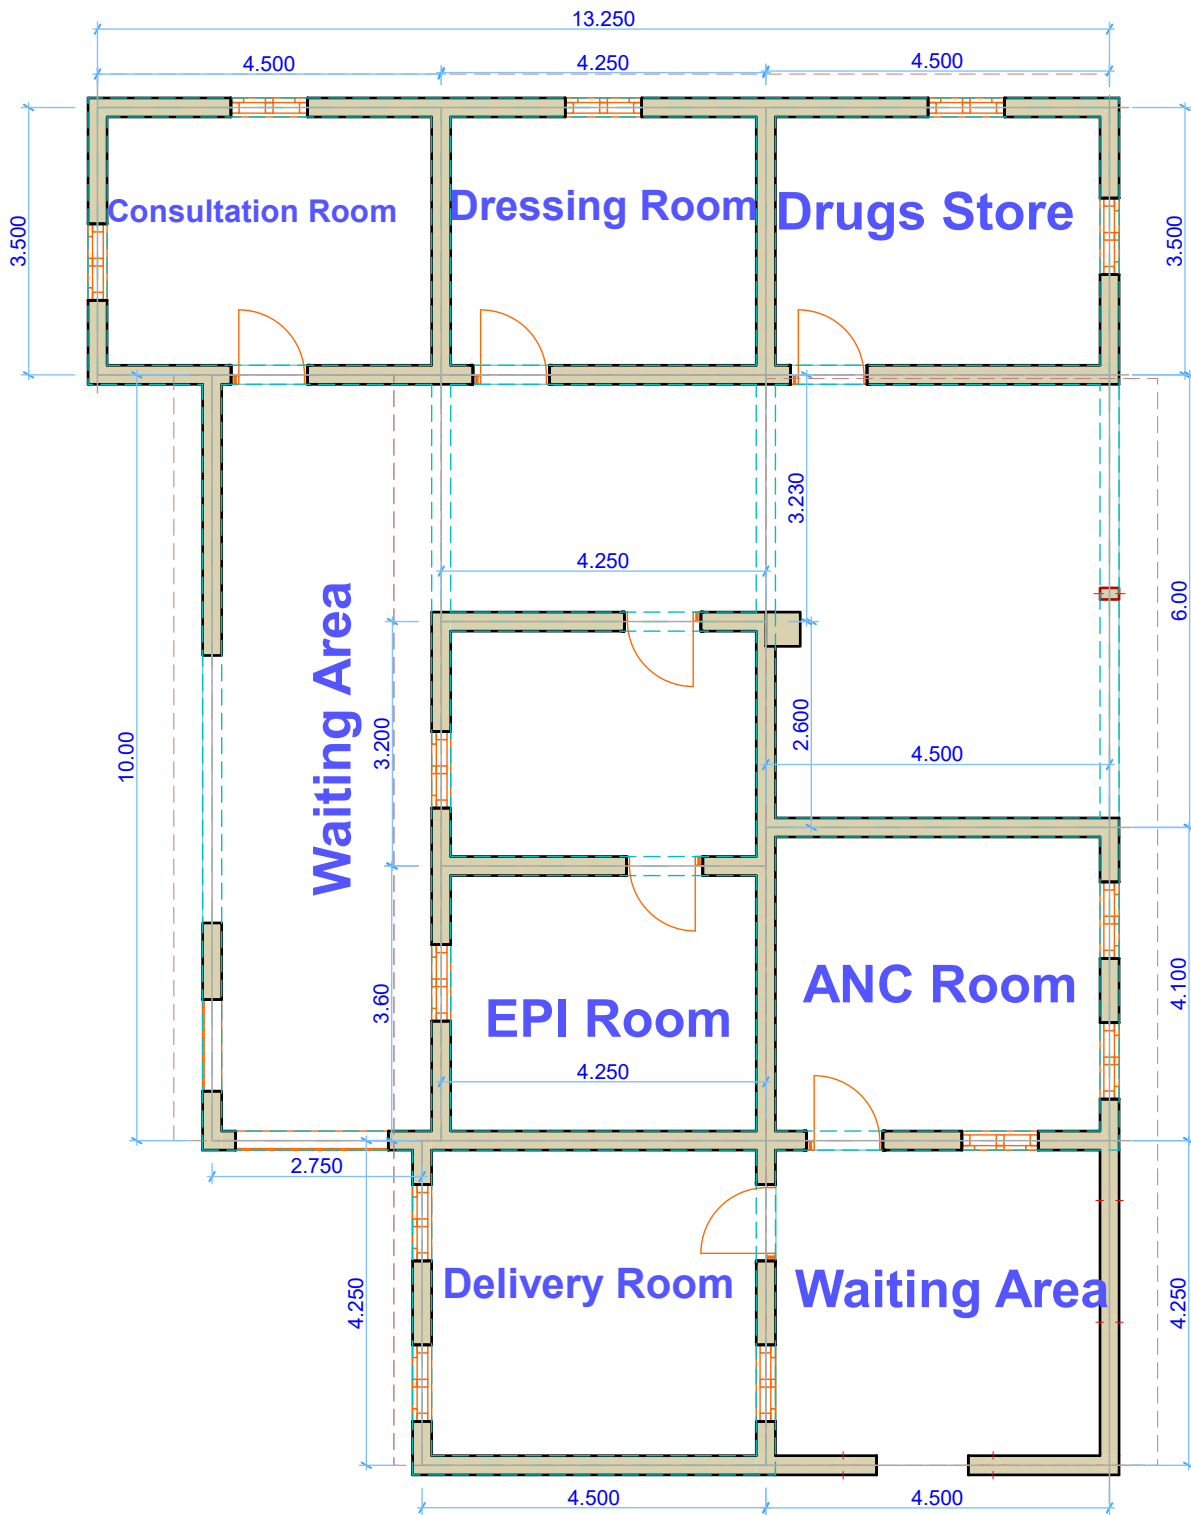 13.250
4.500
4.250
4.500
3.500
Consultation Room
Dressing Room
Drugs Store
3.500
3.230
4.250
Waiting Area
6.00
10.00
3.200
2.600
4.500
3.60
EPI Room
ANC Room
4.100
4.250
2.750
4.250
Delivery Room
Waiting Area
4.250
4.500
4.500